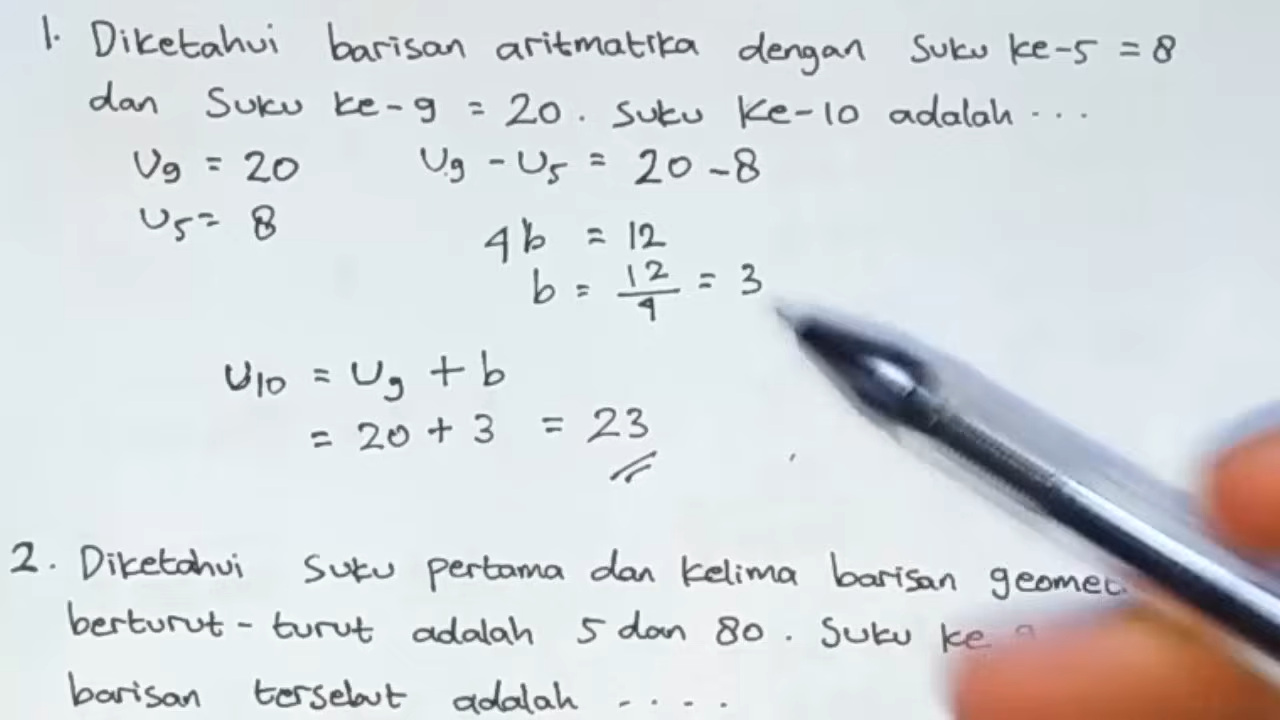 1. Diketahui barisan aritmatika dengan suku ke-5 = 8
dan suku ke-9 = 20. suku ke-10 adalah ...
U9 = 20 U9 - U5 = 20 - 8
U5 = 8
4b = 12
b = 12/4 = 3
U10 = U9 + b
= 20 + 3 = 23
2. Diketahui suku pertama dan kelima barisan
berturut-turut adalah 5 dan 80. Suku ke
barisan tersebut adalah ....